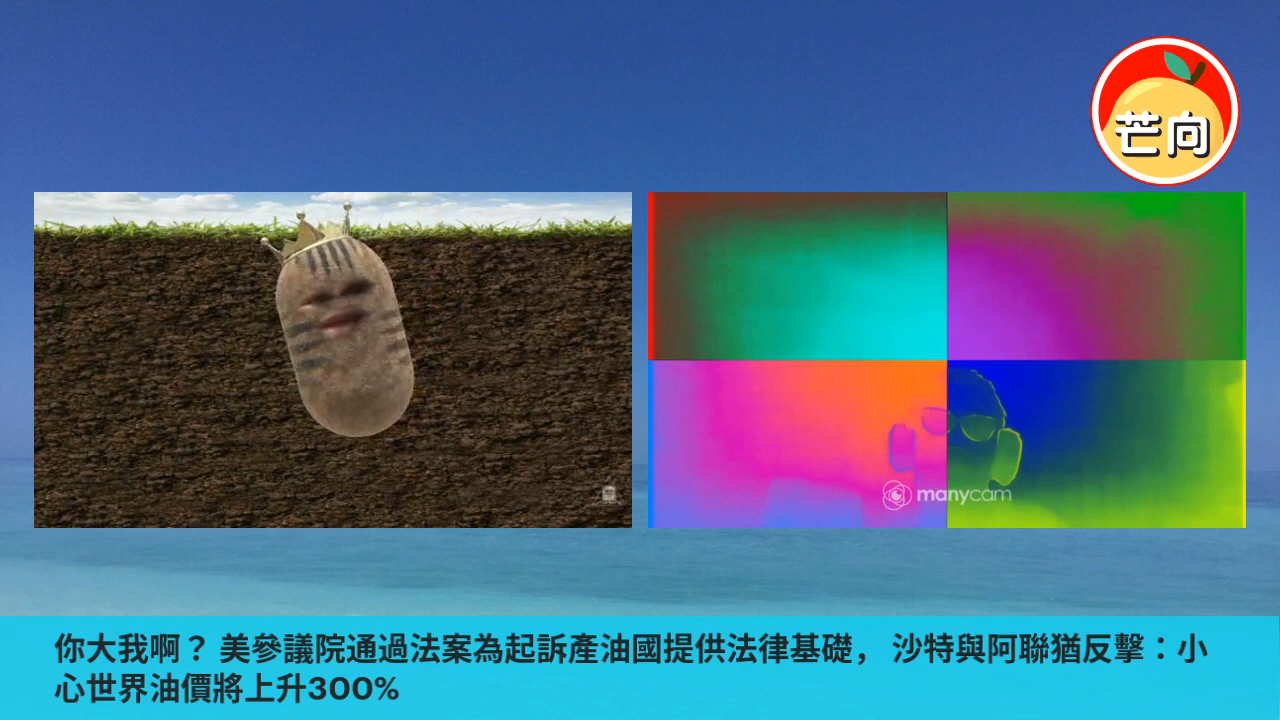 芒向
manycam
你大我啊？ 美參議院通過法案為起訴產油國提供法律基礎， 沙特與阿聯猶反擊：小
心世界油價將上升300%